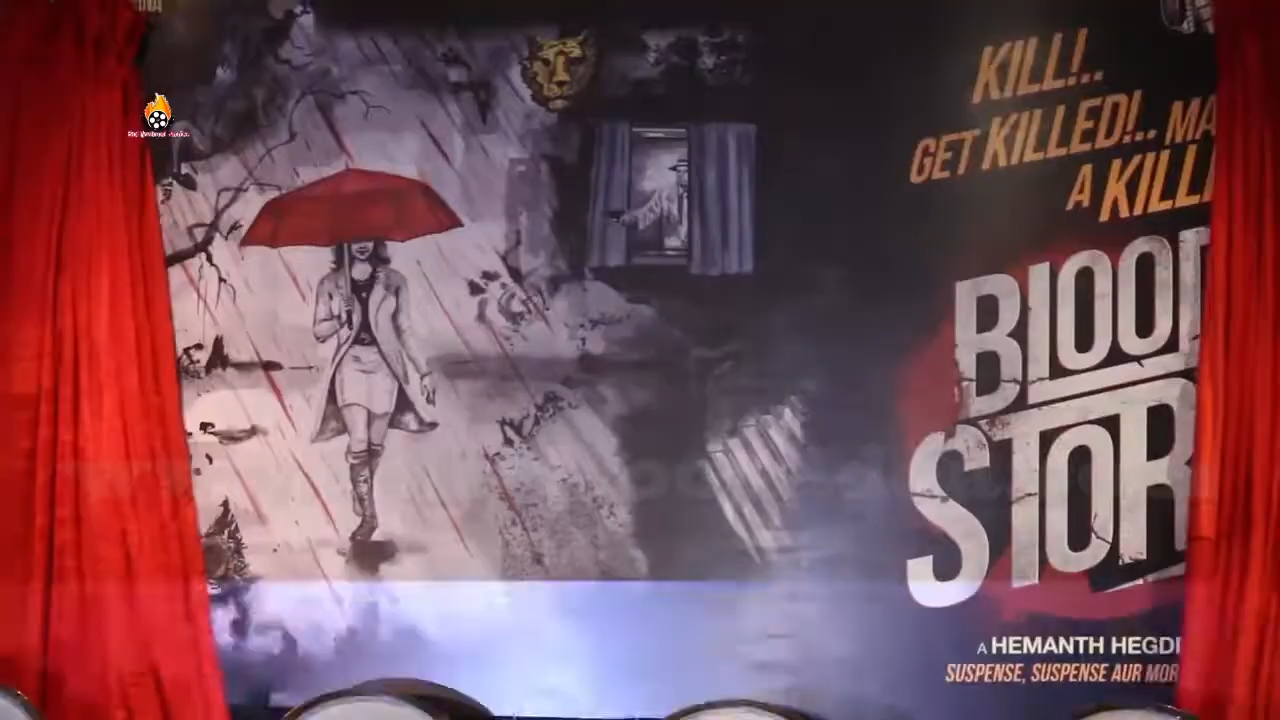 KILL!..
GET KILLED!.. MA
A KILL
BLOOD
STOR
A HEMANTH HEGD
SUSPENSE, SUSPENSE AUR MOR